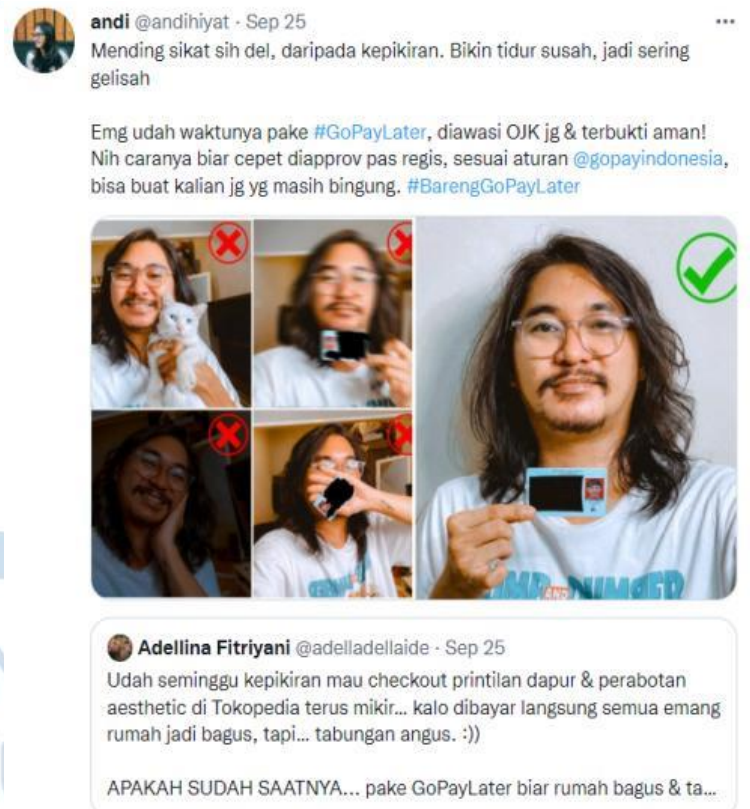 andi @andihiyat · Sep 25
Mending sikat sih del, daripada kepikiran. Bikin tidur susah, jadi sering
gelisah
Emg udah waktunya pake #GoPayLater, diawasi OJK jg & terbukti aman!
Nih caranya biar cepet diapprov pas regis, sesuai aturan @gopayindonesia,
bisa buat kalian jg yg masih bingung. #BarengGoPayLater
AND
Adellina Fitriyani @adelladellaide · Sep 25
Udah seminggu kepikiran mau checkout printilan dapur & perabotan
aesthetic di Tokopedia terus mikir... kalo dibayar langsung semua emang
rumah jadi bagus, tapi... tabungan angus. :))
APAKAH SUDAH SAATNYA... pake GoPayLater biar rumah bagus & ta...